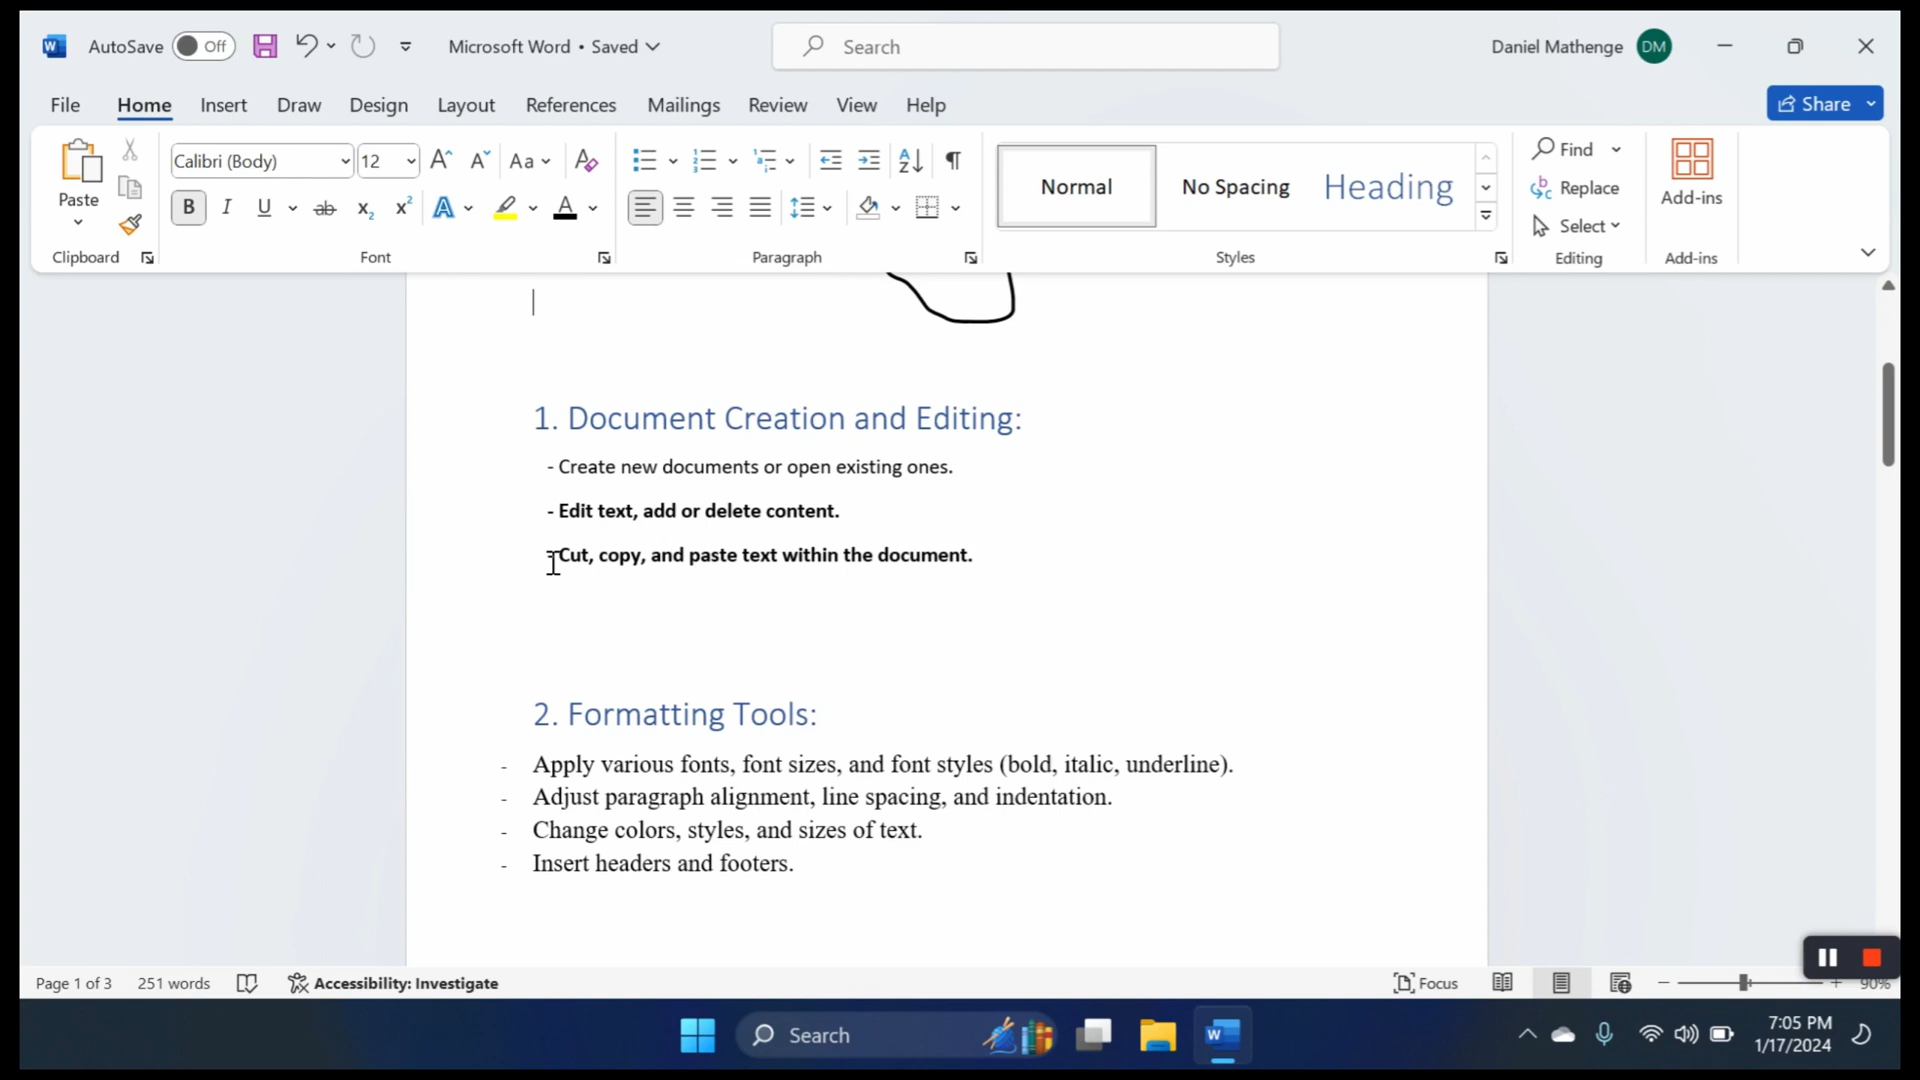 AutoSave Off Microsoft Word • Saved Search Daniel Mathenge DM
File Home Insert Draw Design Layout References Mailings Review View Help Share
Paste Calibri (Body) 12 Aa Normal No Spacing Heading Find Replace Select Add-ins
Clipboard Font Paragraph Styles Editing Add-ins
1. Document Creation and Editing:
- Create new documents or open existing ones.
- Edit text, add or delete content.
- Cut, copy, and paste text within the document.
2. Formatting Tools:
- Apply various fonts, font sizes, and font styles (bold, italic, underline).
- Adjust paragraph alignment, line spacing, and indentation.
- Change colors, styles, and sizes of text.
- Insert headers and footers.
Page 1 of 3 251 words Accessibility: Investigate Focus 90%
Search 7:05 PM
1/17/2024